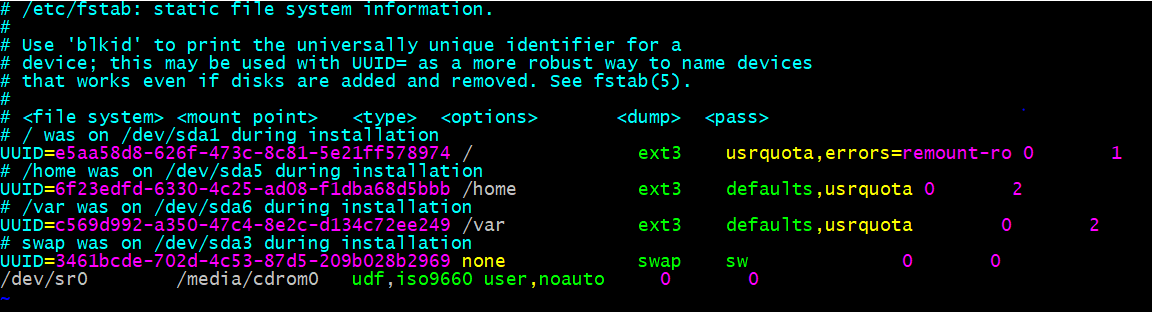 # /etc/fstab: static file system information.
#
# Use 'blkid' to print the universally unique identifier for a
# device; this may be used with UUID= as a more robust way to name devices
# that works even if disks are added and removed. See fstab(5).
#
# <file system> <mount point>   <type>  <options>          <dump>   <pass>
# / was on /dev/sda1 during installation
UUID=e5aa58d8-626f-473c-8c81-5e21ff578974 /                    ext3     usrquota,errors=remount-ro 0          1
# /home was on /dev/sda5 during installation
UUID=6f23edfd-6330-4c25-ad08-f1dba68d5bbb /home                ext3     defaults,usrquota 0          2
# /var was on /dev/sda6 during installation
UUID=c569d992-a350-47c4-8e2c-d134c72ee249 /var                 ext3     defaults,usrquota           0          2
# swap was on /dev/sda3 during installation
UUID=3461bcde-702d-4c53-87d5-209b028b2969 none                 swap     sw                   0          0
/dev/sr0           /media/cdrom0    udf,iso9660 user,noauto       0          0
~